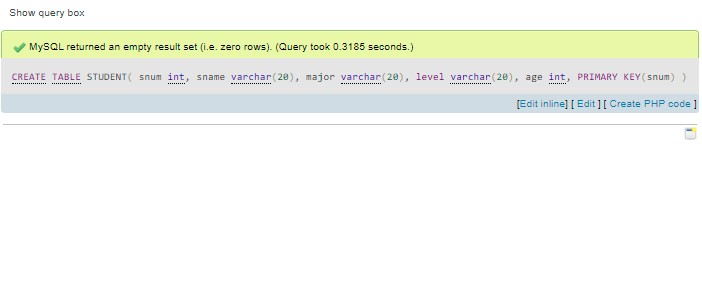 Show query box
MySQL returned an empty result set (i.e. zero rows). (Query took 0.3185 seconds.)
CREATE TABLE STUDENT( snum int, sname varchar(20), major varchar(20), level varchar(20), age int, PRIMARY KEY(snum) )
[Edit inline] [ Edit ] [ Create PHP code ]